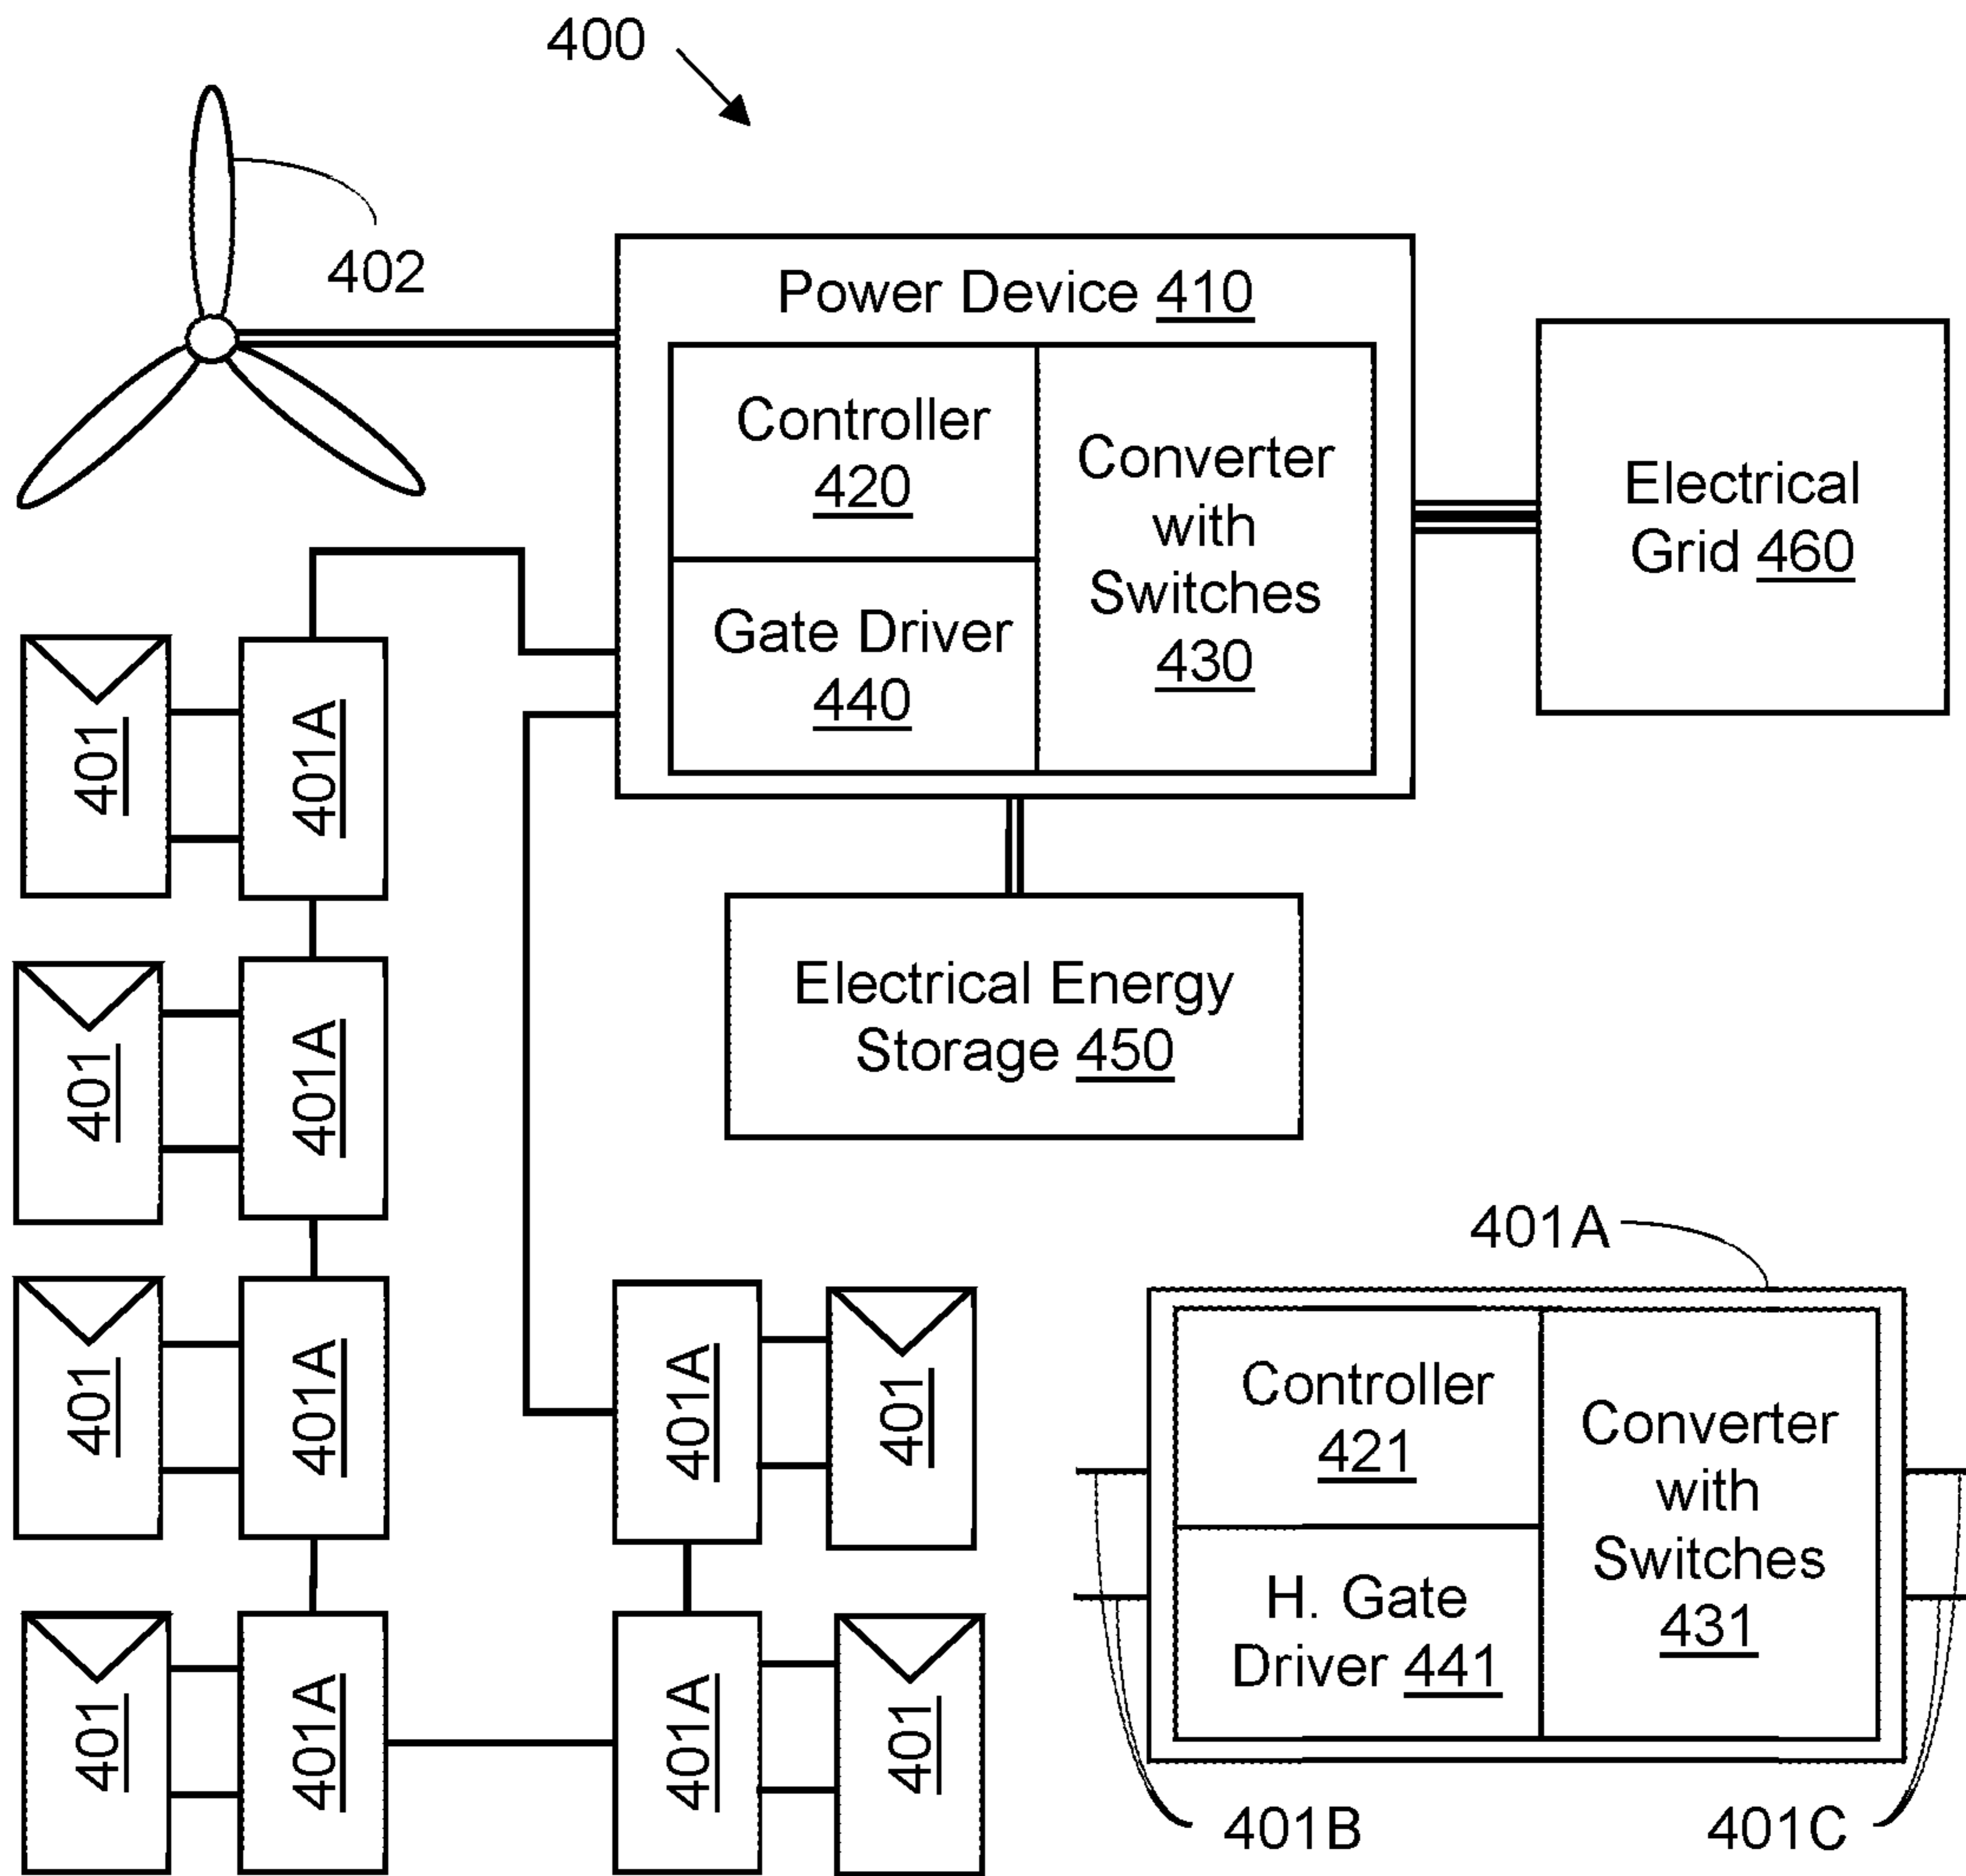 400
402
Power Device 410
Controller
420
Converter
with
Switches
430
Gate Driver
440
Electrical
Grid 460
Electrical Energy
Storage 450
401
401A
401
401A
401
401A
401
401A
401A
401
401A
401
401A
Controller
421
Converter
with
Switches
431
H. Gate
Driver 441
401B
401C